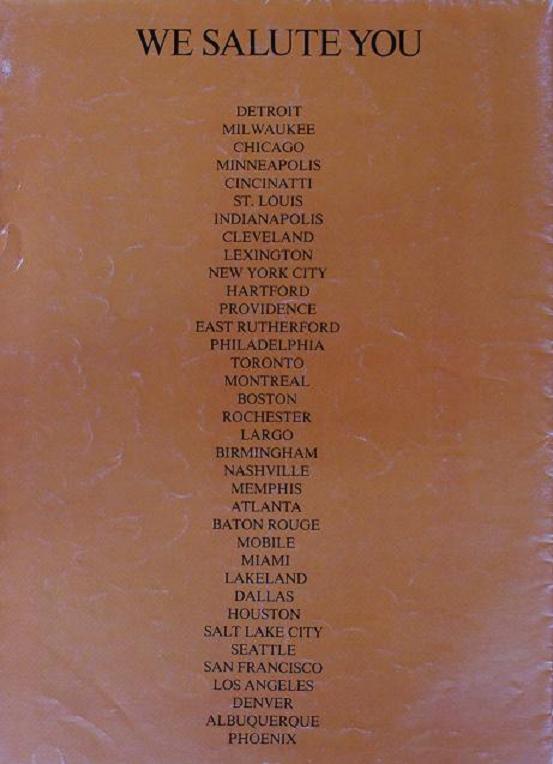 WE SALUTE YOU
DETROIT
MILWAUKEE
CHICAGO
MINNEAPOLIS
CINCINATTI
ST. LOUIS
INDIANAPOLIS
CLEVELAND
LEXINGTON
NEW YORK CITY
HARTFORD
PROVIDENCE
EAST RUTHERFORD
PHILADELPHIA
TORONTO
MONTREAL
BOSTON
ROCHESTER
LARGO
BIRMINGHAM
NASHVILLE
MEMPHIS
ATLANTA
BATON ROUGE
MOBILE
MIAMI
LAKELAND
DALLAS
HOUSTON
SALT LAKE CITY
SEATTLE
SAN FRANCISCO
LOS ANGELES
DENVER
ALBUQUERQUE
PHOENIX